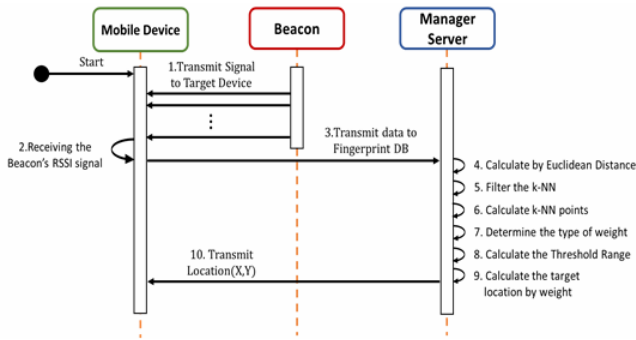 Mobile Device
Beacon
Manager
Server
Start
1.Transmit Signal
to Target Device
2.Receiving the
Beacon's RSSI signal
3.Transmit data to
Fingerprint DB
4. Calculate by Euclidean Distance
5. Filter the k-NN
6. Calculate k-NN points
7. Determine the type of weight
8. Calculate the Threshold Range
9. Calculate the target
location by weight
10. Transmit
Location(X,Y)